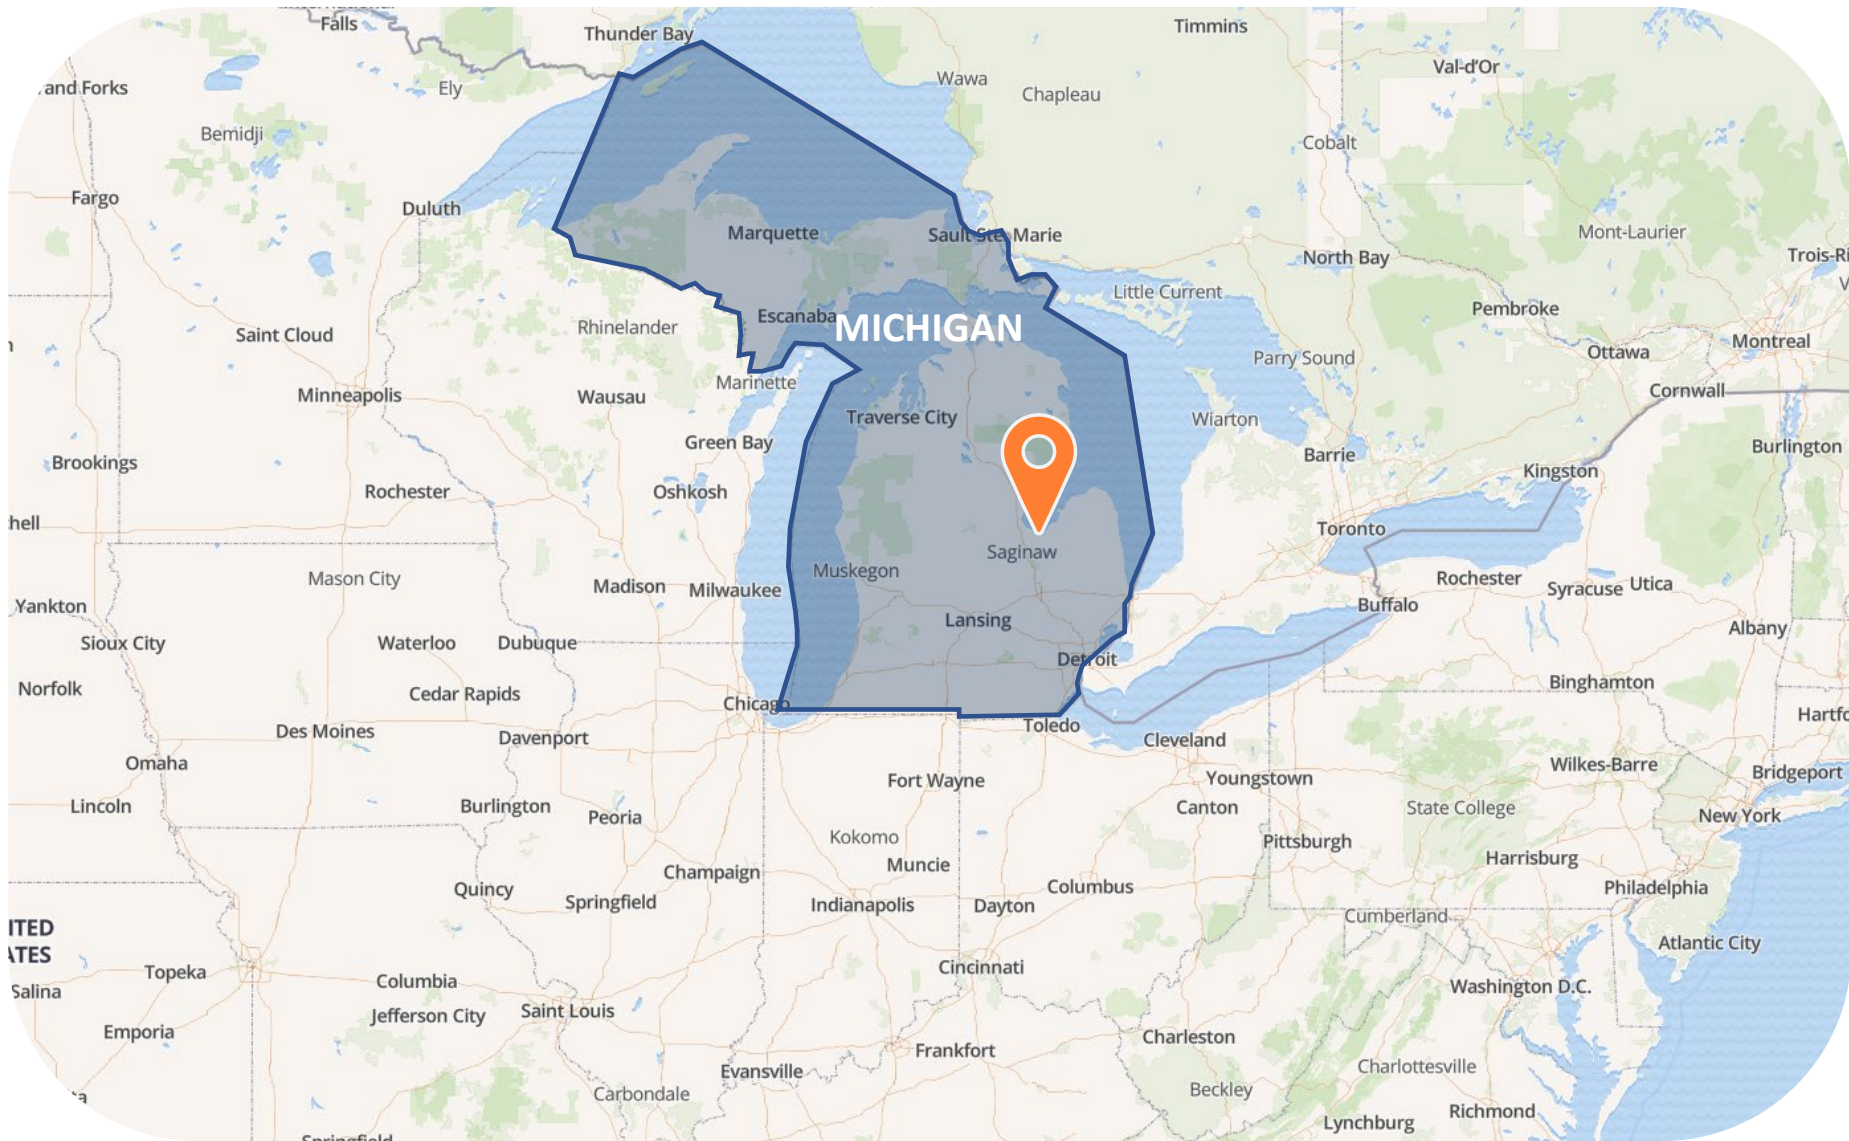 Falls
Thunder Bay
Timmins
and Forks
Ely
Wawa
Chapleau
Val-d'Or
Bemidji
Cobalt
Fargo
Duluth
Marquette
Sault Ste. Marie
Mont-Laurier
North Bay
Trois-Ri
Little Current
Pembroke
Saint Cloud
Rhinelander
Escanaba
MICHIGAN
Parry Sound
Ottawa
Montreal
Minneapolis
Wausau
Marinette
Cornwall
Traverse City
Wiarton
Green Bay
Barrie
Burlington
Brookings
Rochester
Oshkosh
Kingston
hell
Toronto
Saginaw
Mason City
Madison
Milwaukee
Muskegon
Rochester
Syracuse
Utica
Yankton
Buffalo
Sioux City
Waterloo
Dubuque
Lansing
Albany
Detroit
Norfolk
Cedar Rapids
Binghamton
Chicago
Hartfo
Des Moines
Davenport
Toledo
Cleveland
Omaha
Fort Wayne
Youngstown
Wilkes-Barre
Bridgeport
Lincoln
Burlington
Peoria
Canton
State College
New York
Kokomo
Pittsburgh
Champaign
Muncie
Harrisburg
Quincy
Springfield
Indianapolis
Dayton
Columbus
Philadelphia
Cumberland
ITED
ATES
Atlantic City
Topeka
Columbia
Cincinnati
Salina
Jefferson City
Saint Louis
Washington D.C.
Emporia
Frankfort
Charleston
Evansville
Charlottesville
Carbondale
Beckley
ta
Lynchburg
Richmond
Springfield